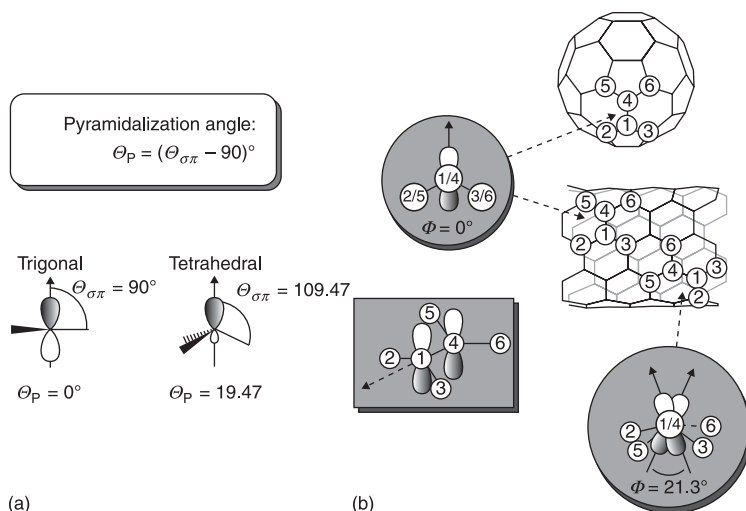 Pyramidalization angle:
Θ_P = (Θ_σπ − 90)°
Trigonal
Θ_σπ = 90°
Θ_P = 0°
Tetrahedral
Θ_σπ = 109.47
Θ_P = 19.47
(a)
5
6
4
1
2
3
1/4
2/5
3/6
Φ = 0°
5
4
6
1
2
3
6
5
4
1
3
2
5
4
6
2
1
3
1/4
2
5
6
3
Φ = 21.3°
(b)